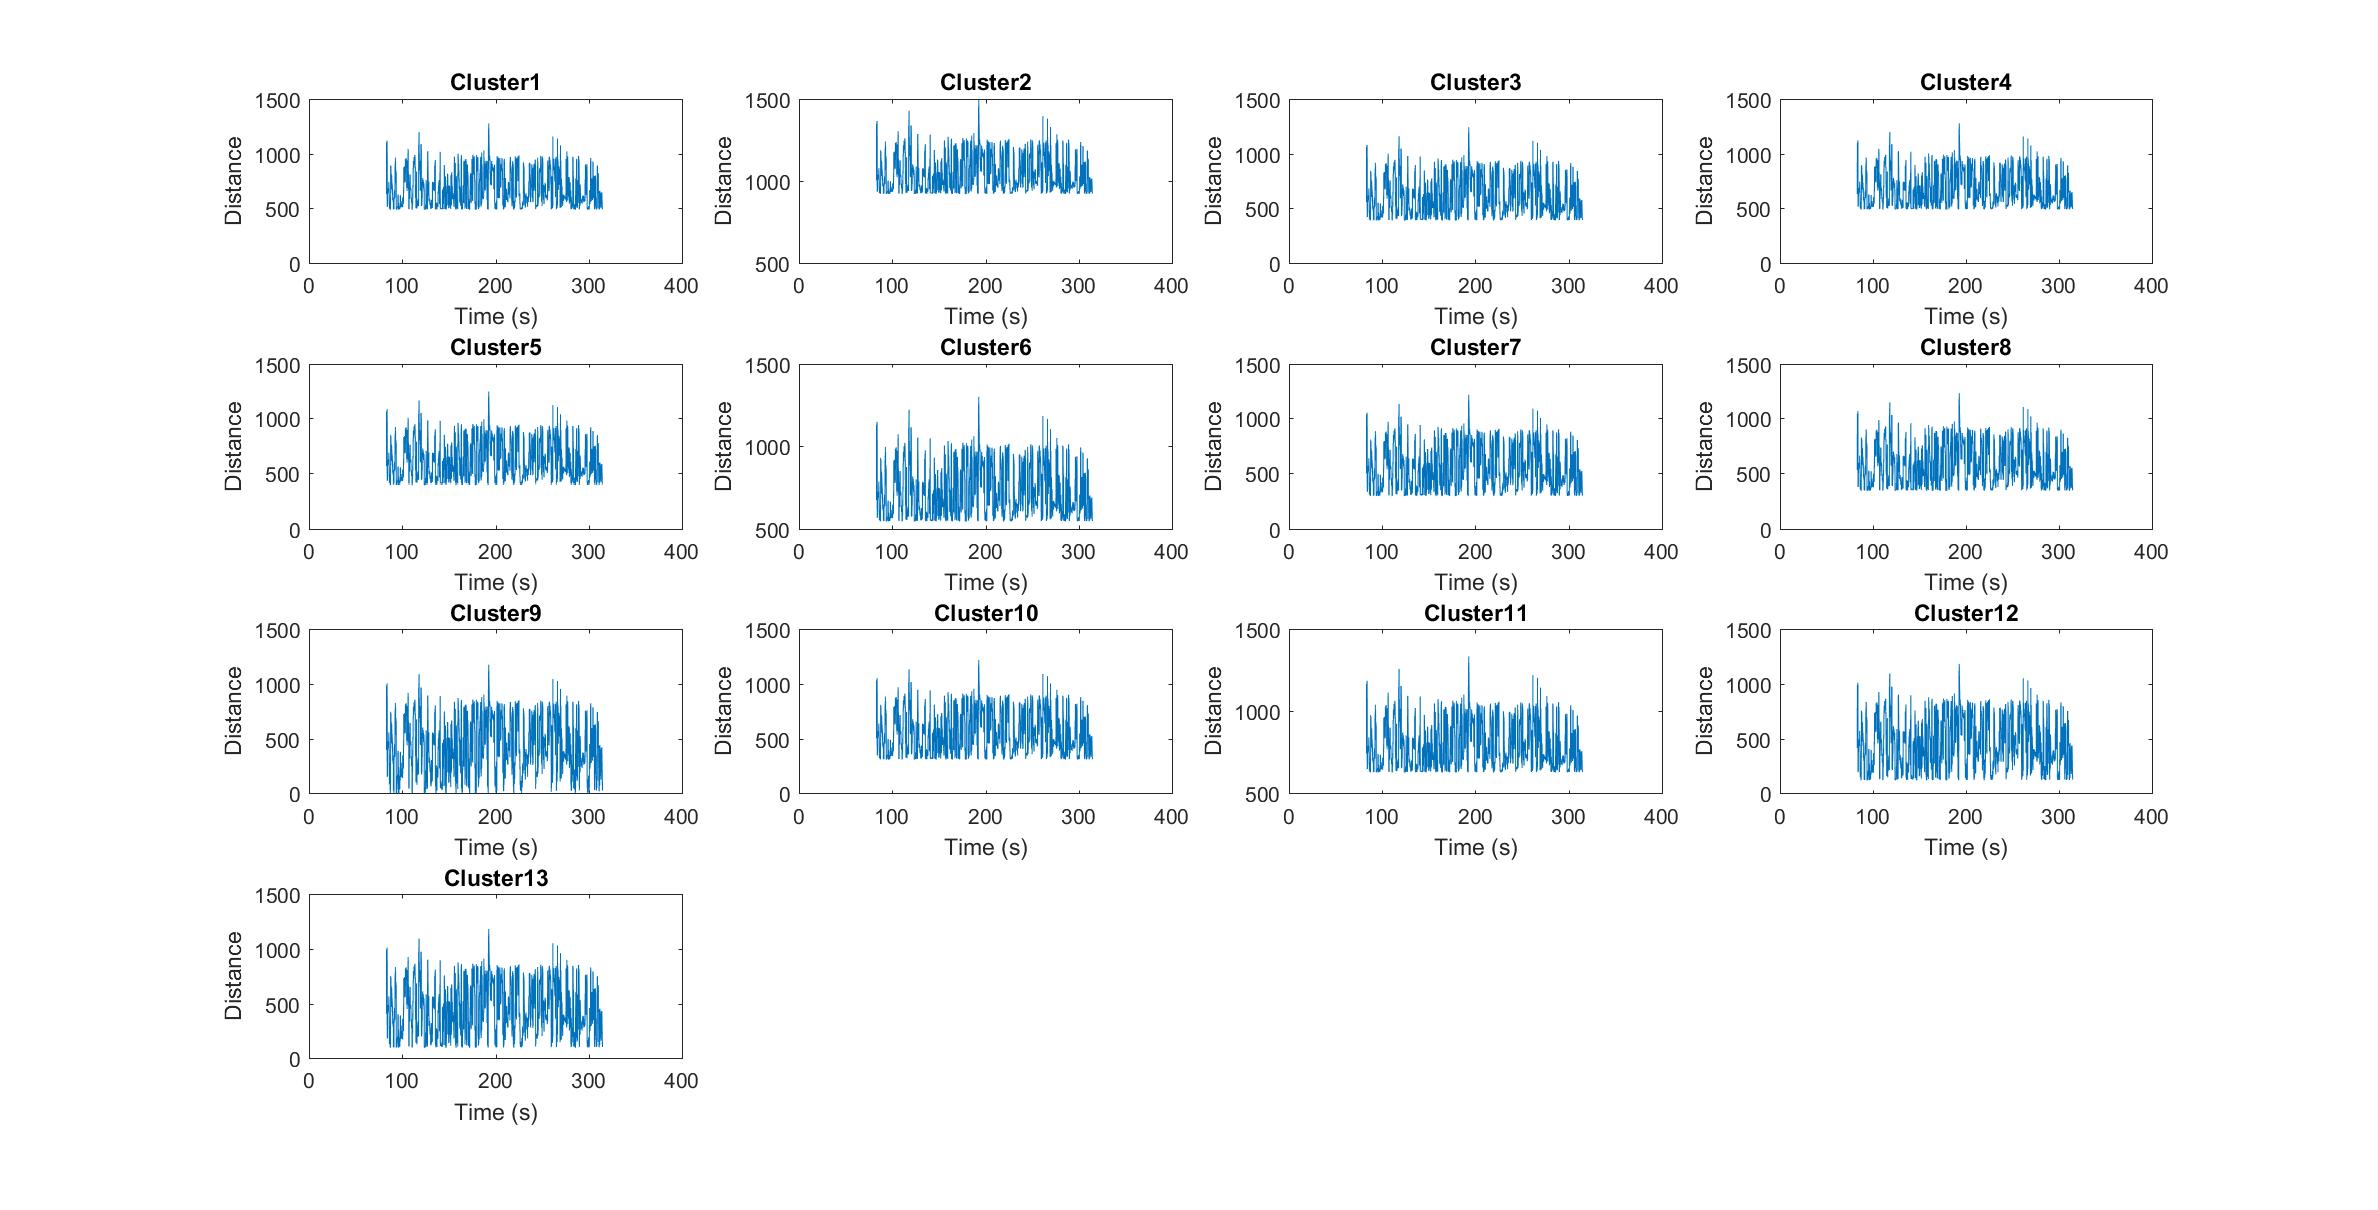 Cluster1 Cluster2 Cluster3 Cluster4
1500 1500 1500 1500
1000 1000 1000 1000
500 500 500
0 500 0 0
Distance Distance Distance Distance
0 100 200 300 400 0 100 200 300 400 0 100 200 300 400 0 100 200 300 400
Time (s) Time (s) Time (s) Time (s)
Cluster5 Cluster6 Cluster7 Cluster8
1500 1500 1500 1500
1000 1000 1000 1000
500 500 500
0 500 0 0
Distance Distance Distance Distance
0 100 200 300 400 0 100 200 300 400 0 100 200 300 400 0 100 200 300 400
Time (s) Time (s) Time (s) Time (s)
Cluster9 Cluster10 Cluster11 Cluster12
1500 1500 1500 1500
1000 1000 1000 1000
500 500 500
0 0 500 0
Distance Distance Distance Distance
0 100 200 300 400 0 100 200 300 400 0 100 200 300 400 0 100 200 300 400
Time (s) Time (s) Time (s) Time (s)
Cluster13
1500
1000
500
0
Distance
0 100 200 300 400
Time (s)